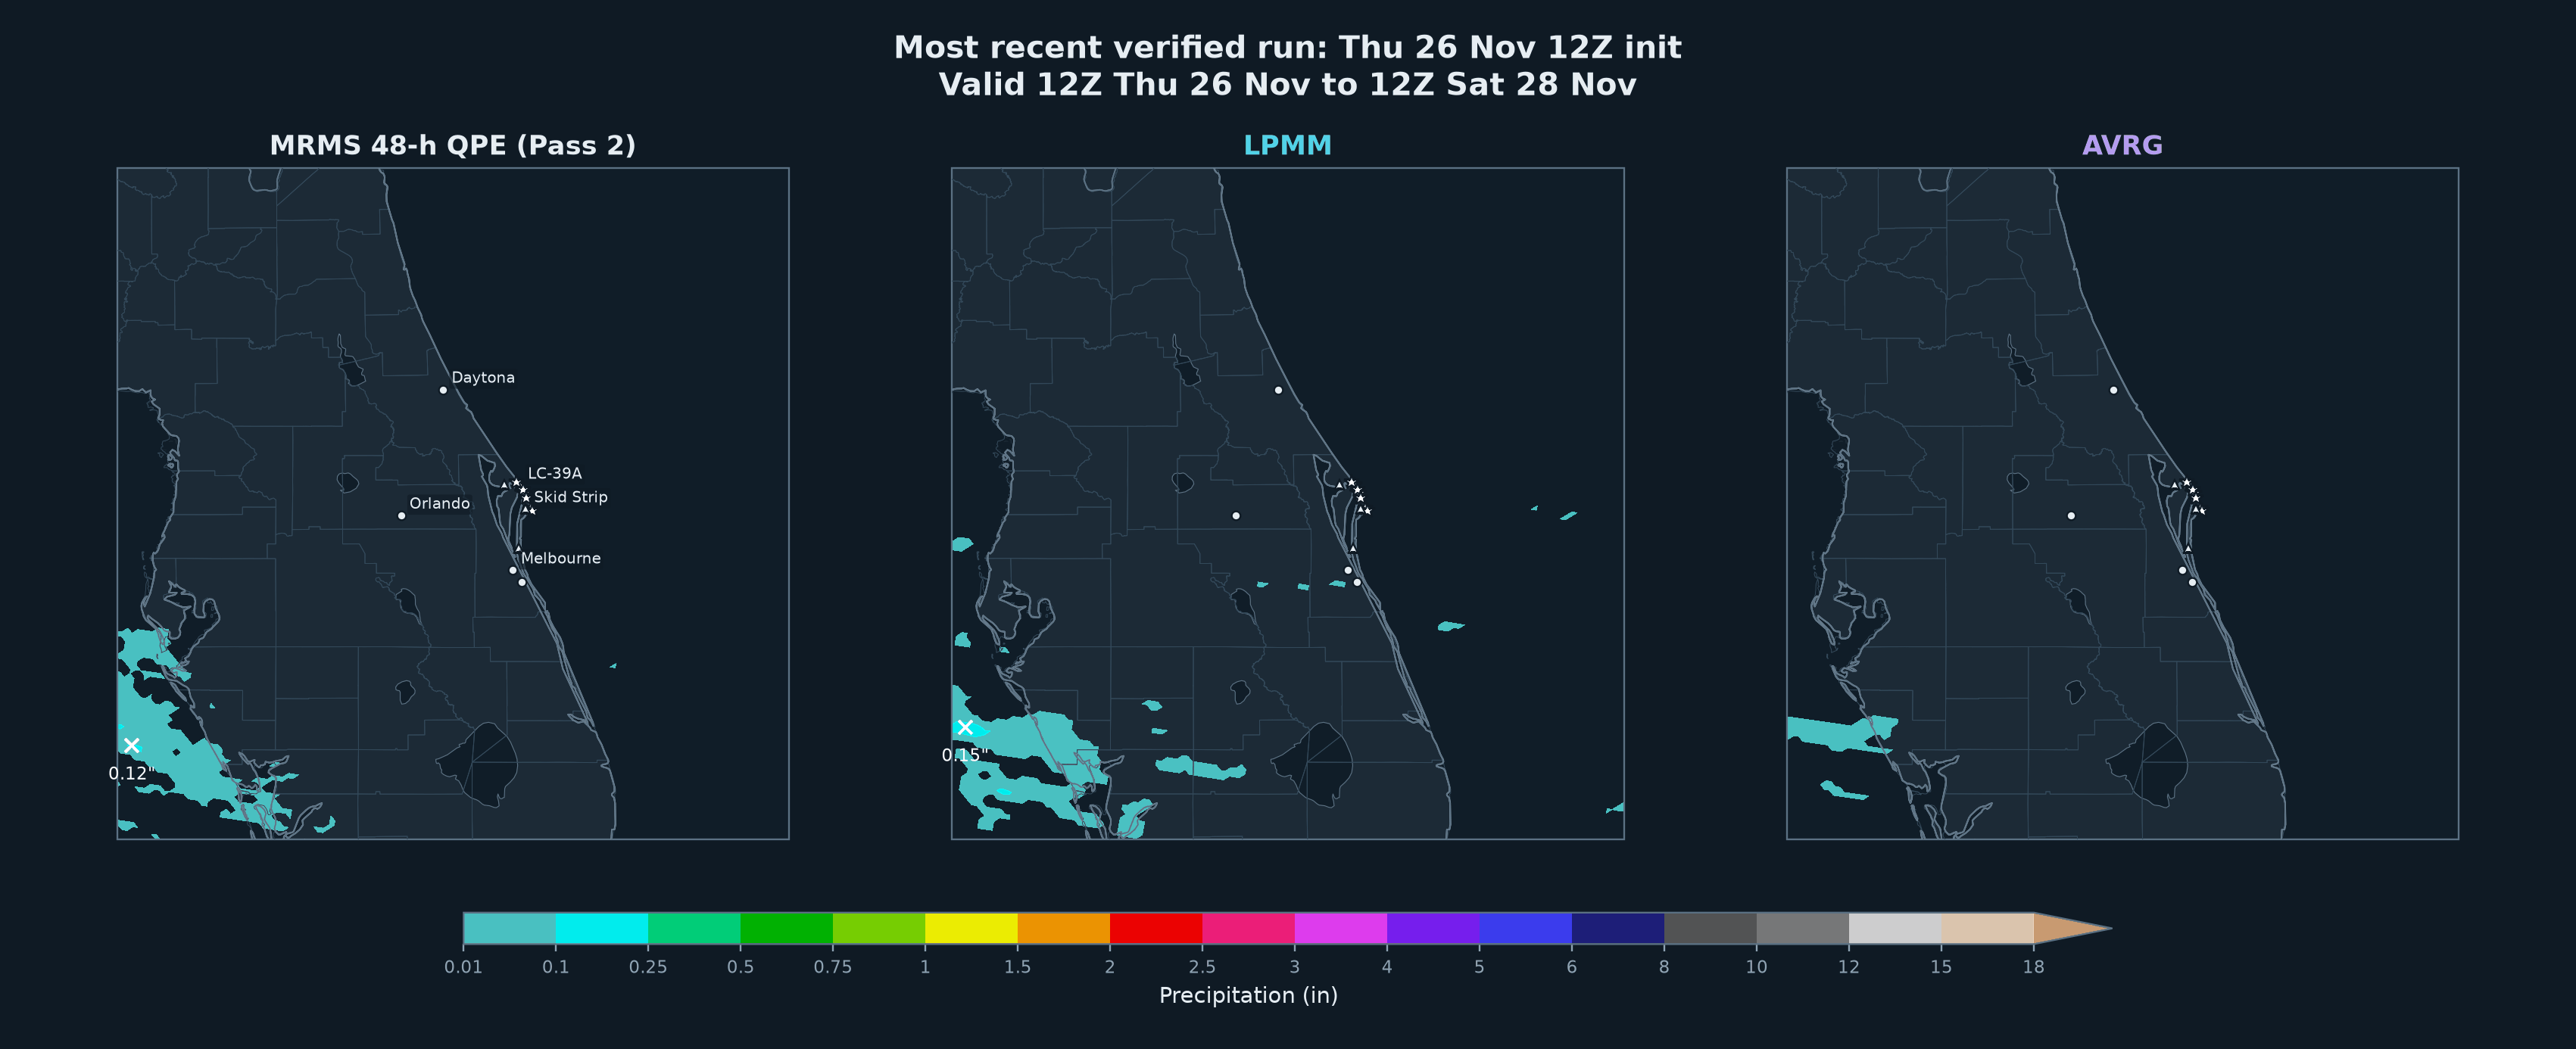 Most recent verified run: Thu 26 Nov 12Z init
Valid 12Z Thu 26 Nov to 12Z Sat 28 Nov
MRMS 48-h QPE (Pass 2)
LPMM
AVRG
Daytona
LC-39A
Skid Strip
Orlando
Melbourne
0.12"
0.15"
0.01 0.1 0.25 0.5 0.75 1 1.5 2 2.5 3 4 5 6 8 10 12 15 18
Precipitation (in)